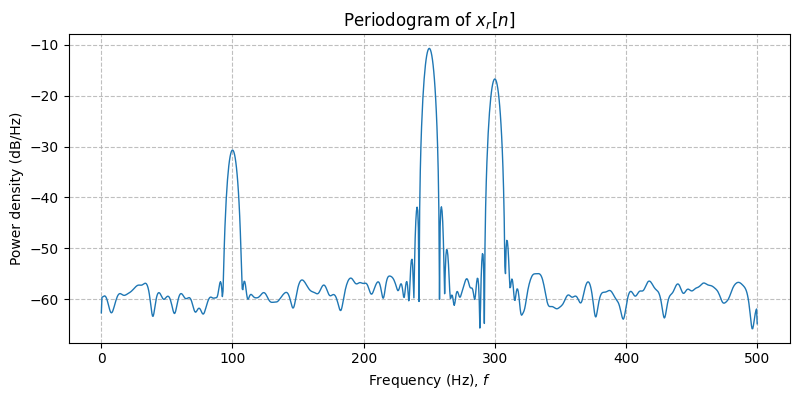 Periodogram of $x_r[n]$
Power density (dB/Hz)
−10
−20
−30
−40
−50
−60
0 100 200 300 400 500
Frequency (Hz), $f$